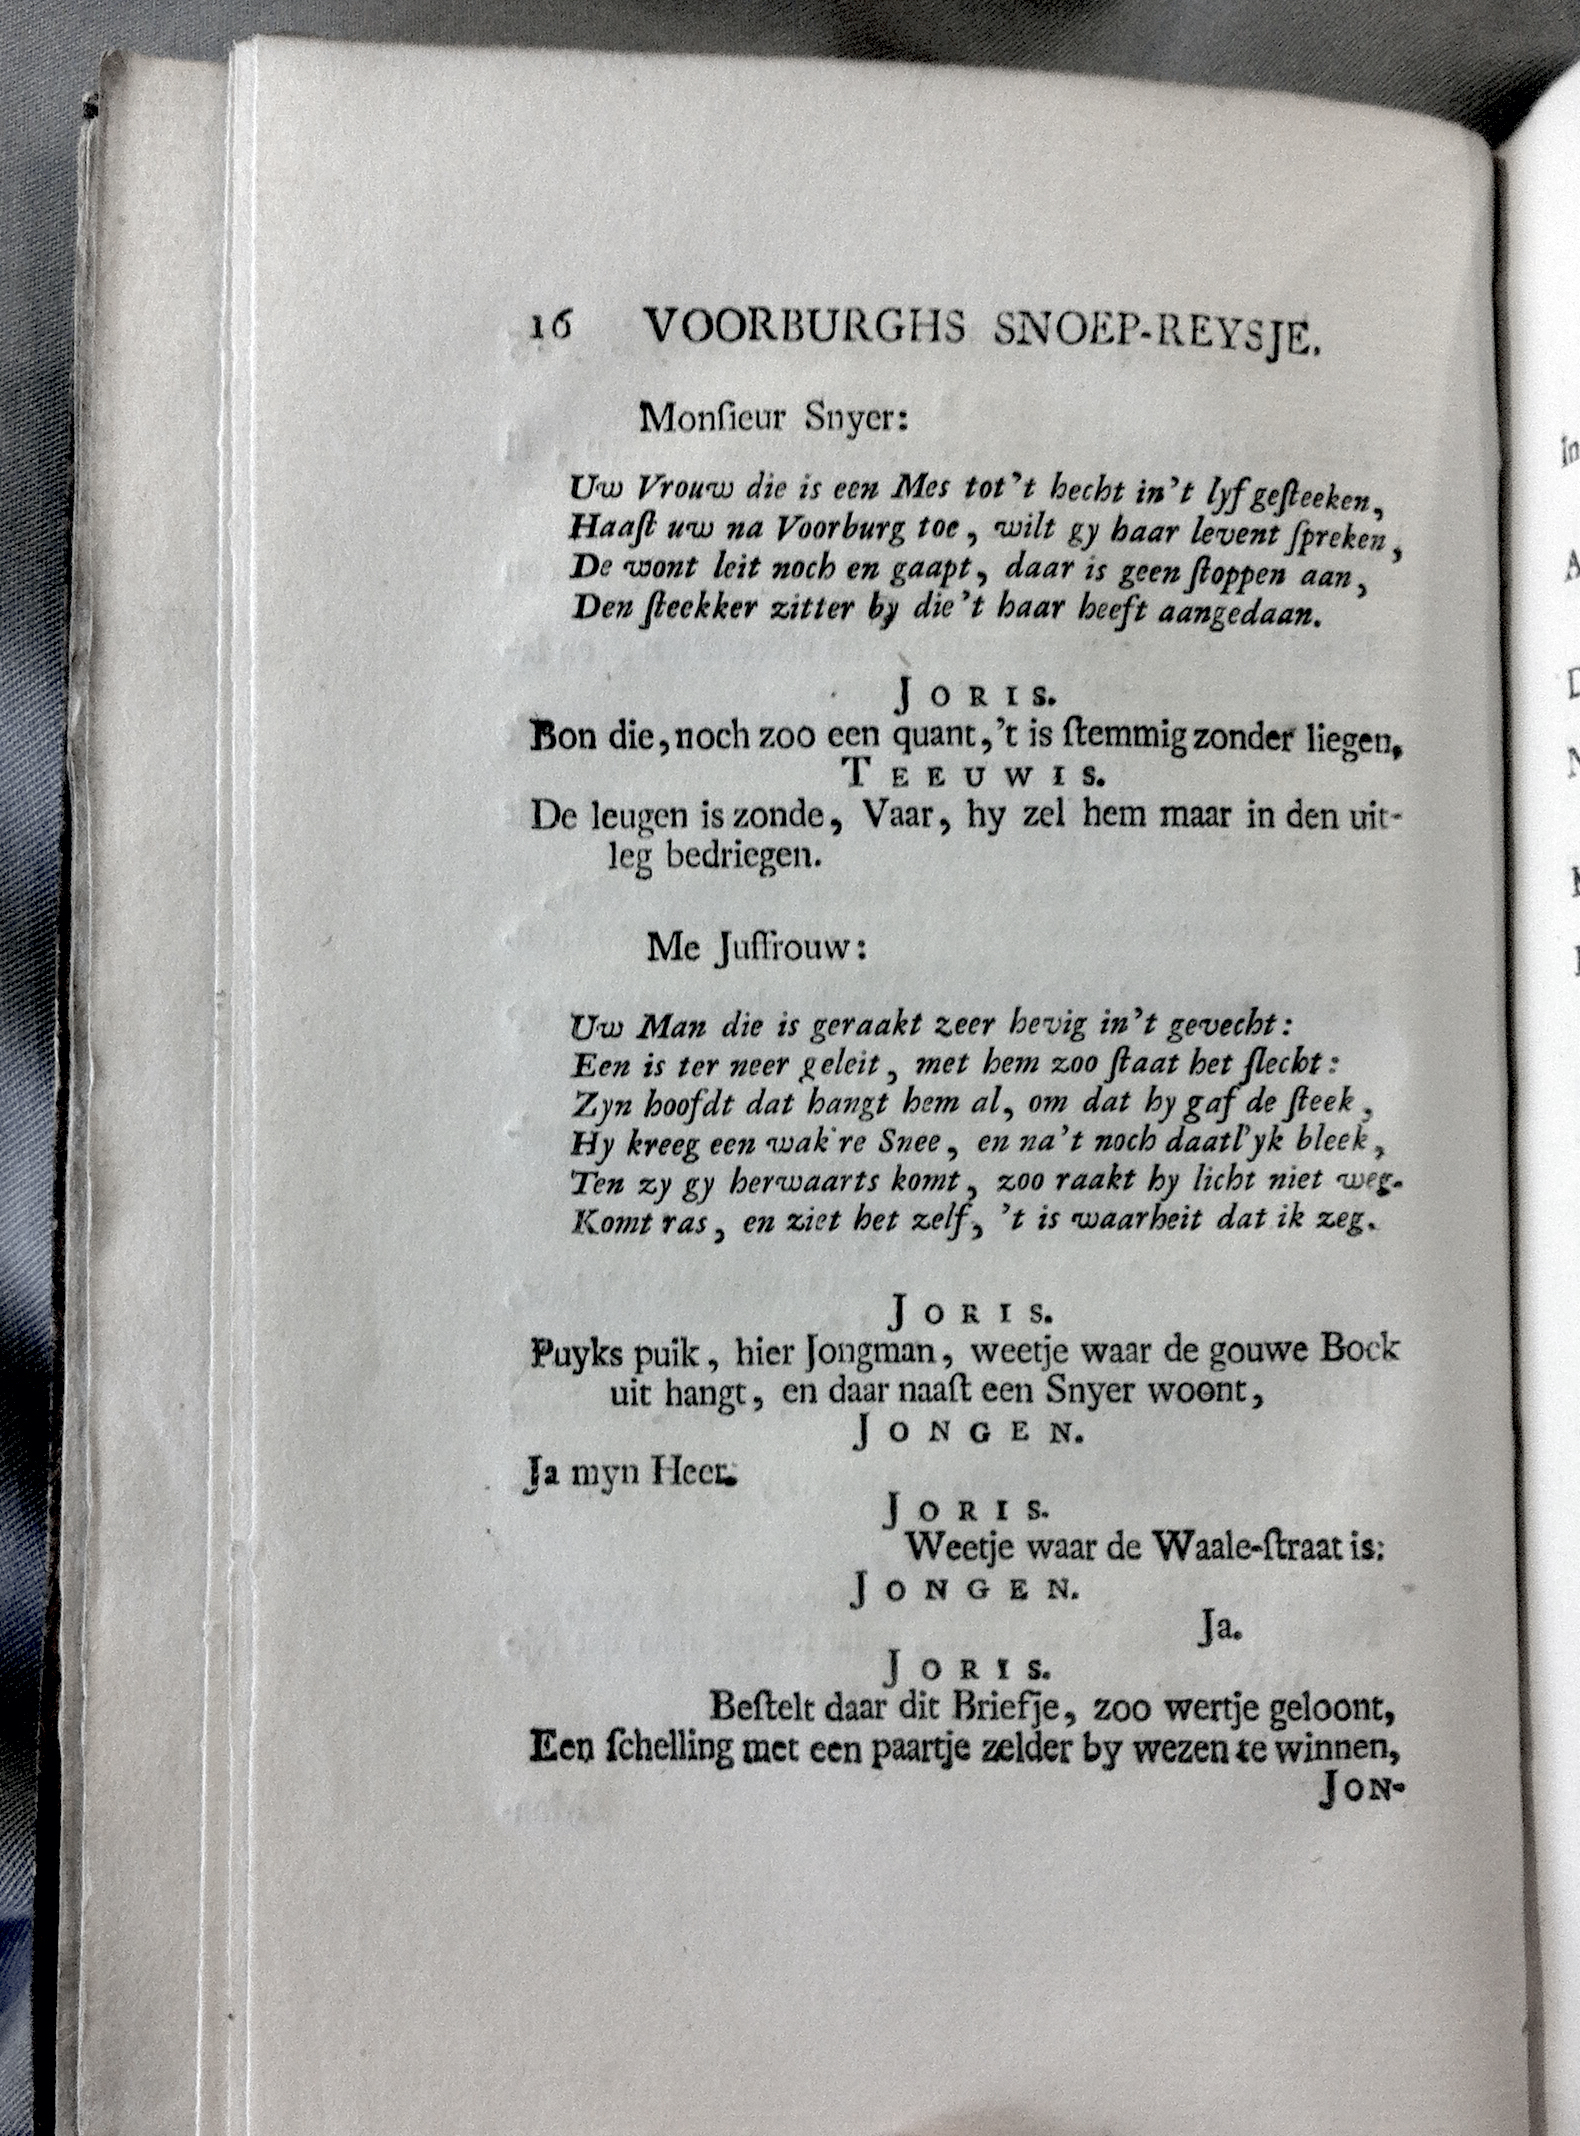 16 VOORBURGHS SNOEP-REYSJE.
Monſieur Snyer:
Uw Vrouw die is een Mes tot 't hecht in't lyf geſteeken,
Haaſt uw na Voorburg toe, wilt gy haar levent ſpreken,
De wont leit noch en gaapt, daar is geen ſtoppen aan,
Den ſteekker zitter by die 't haar heeft aangedaan.
JORIS.
Bon die, noch zoo een quant, 't is ſtemmig zonder liegen,
TEEUWIS.
De leugen is zonde, Vaar, hy zel hem maar in den uit-
leg bedriegen.
Me Juffrouw:
Uw Man die is geraakt zeer hevig in't gevecht:
Een is ter neer geleit, met hem zoo ſtaat het ſlecht:
Zyn hoofdt dat hangt hem al, om dat hy gaf de ſteek,
Hy kreeg een wak're Snee, en na't noch daatl'yk bleek,
Ten zy gy herwaarts komt, zoo raakt hy licht niet weg.
Komt ras, en ziet het zelf, 't is waarheit dat ik zeg.
JORIS.
Puyks puik, hier Jongman, weetje waar de gouwe Bock
uit hangt, en daar naaſt een Snyer woont,
JONGEN.
Ja myn Heer.
JORIS.
Weetje waar de Waale-ſtraat is:
JONGEN.
Ja.
JORIS.
Beſtelt daar dit Briefje, zoo wertje geloont,
Een ſchelling met een paartje zelder by wezen te winnen,
JON-